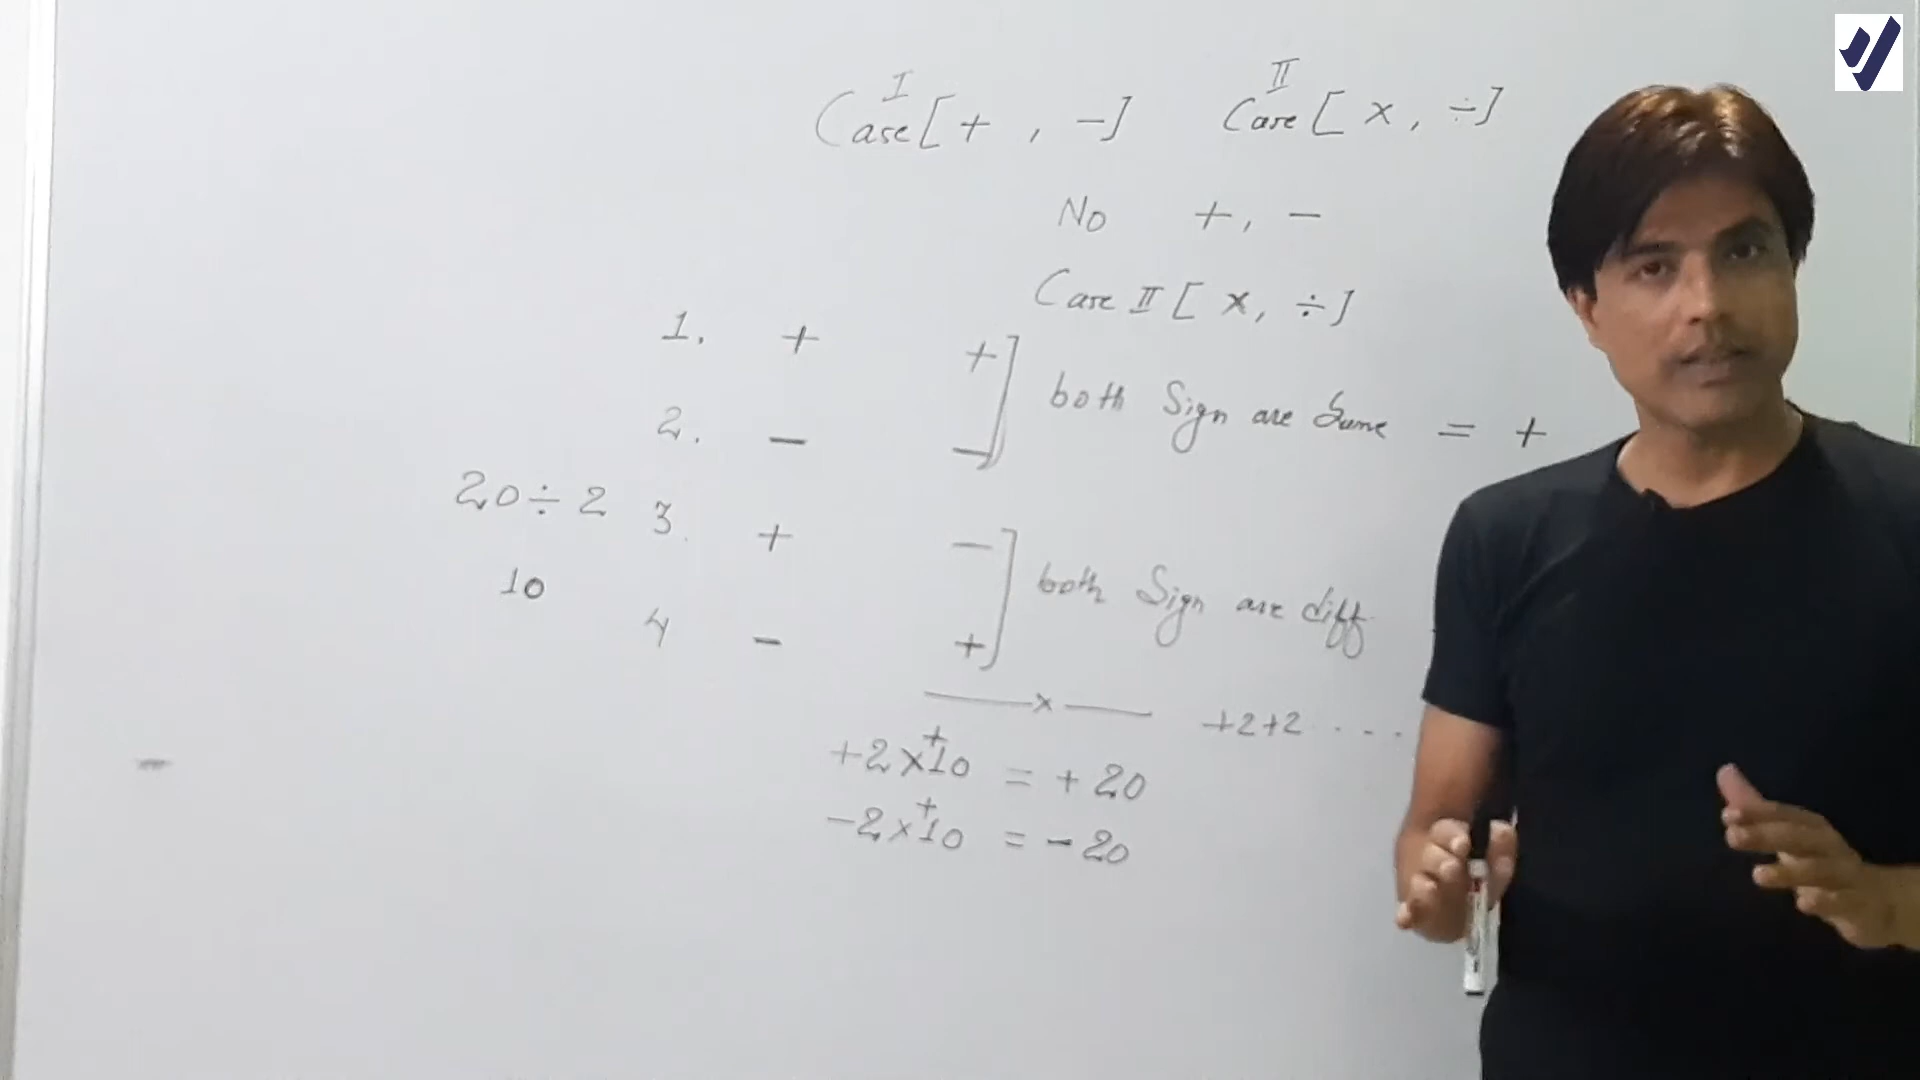 I II
Case [ + , - ] Case [ × , ÷ ]
No + , -
Case II [ × , ÷ ]
1. + +
2. - -
both Sign are Same = +
20 ÷ 2 3. + -
10
4 - +
both Sign are diff
——×—— +2+2 . . . .
+2×+10 = +20
-2×+10 = -20